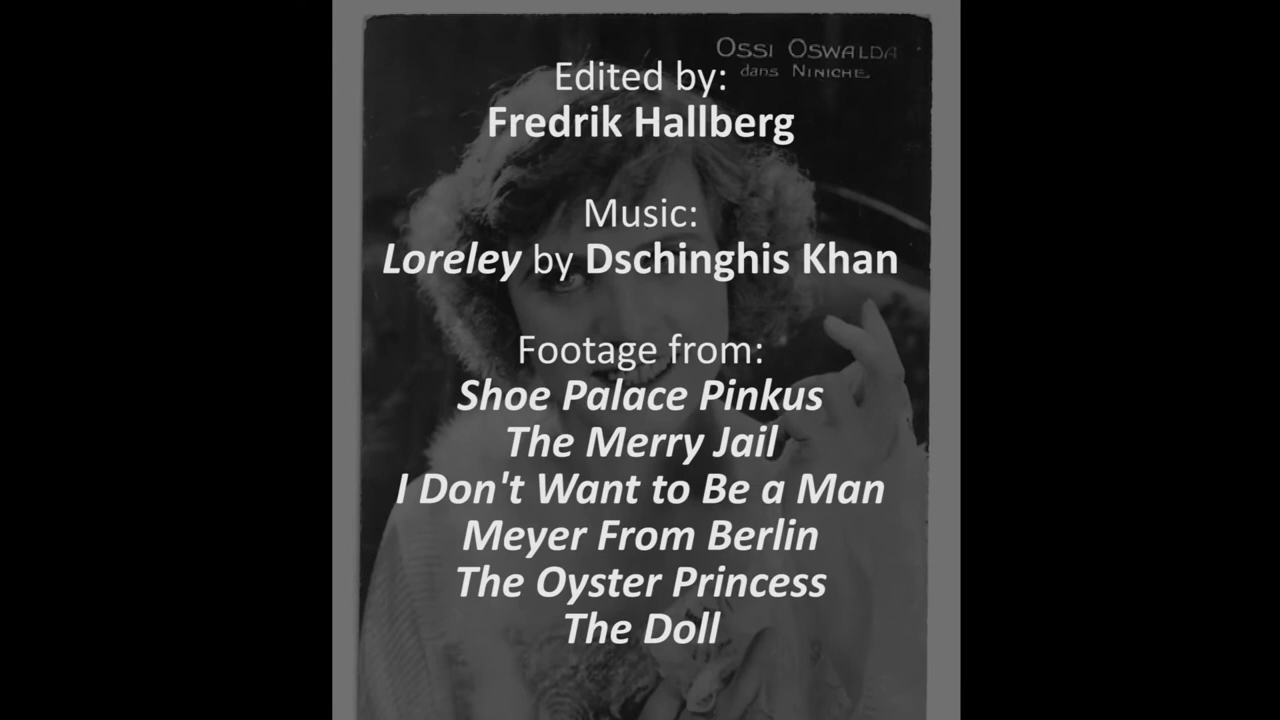 OSSI OSWALDA
dans NINICHE
Edited by:
Fredrik Hallberg
Music:
Loreley by Dschinghis Khan
Footage from:
Shoe Palace Pinkus
The Merry Jail
I Don't Want to Be a Man
Meyer From Berlin
The Oyster Princess
The Doll